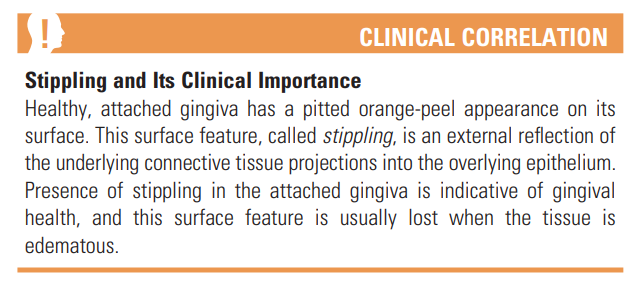 CLINICAL CORRELATION
Stippling and Its Clinical Importance
Healthy, attached gingiva has a pitted orange-peel appearance on its
surface. This surface feature, called stippling, is an external reflection of
the underlying connective tissue projections into the overlying epithelium.
Presence of stippling in the attached gingiva is indicative of gingival
health, and this surface feature is usually lost when the tissue is
edematous.